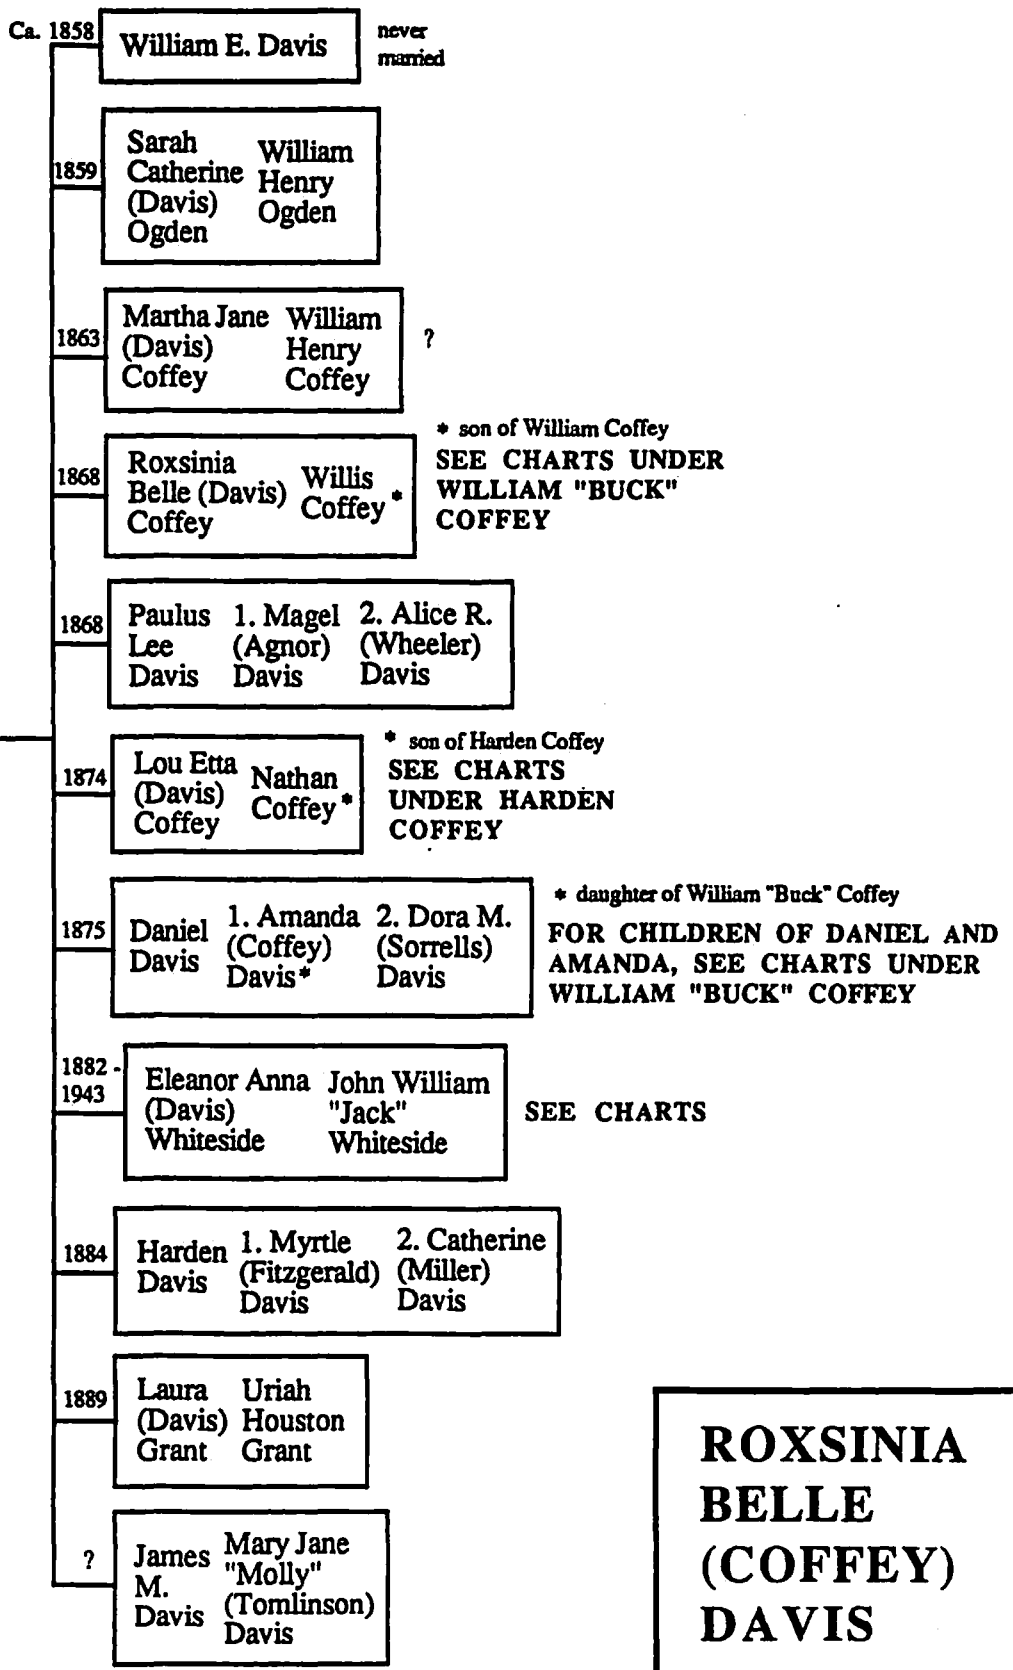 Ca. 1858
William E. Davis
never
married
1859
Sarah
Catherine
(Davis)
Ogden
William
Henry
Ogden
1863
Martha Jane
(Davis)
Coffey
William
Henry
Coffey
?
1868
Roxsinia
Belle (Davis)
Coffey
Willis
Coffey *
* son of William Coffey
SEE CHARTS UNDER
WILLIAM "BUCK"
COFFEY
1868
Paulus
Lee
Davis
1. Magel
(Agnor)
Davis
2. Alice R.
(Wheeler)
Davis
1874
Lou Etta
(Davis)
Coffey
Nathan
Coffey *
* son of Harden Coffey
SEE CHARTS
UNDER HARDEN
COFFEY
1875
Daniel
Davis
1. Amanda
(Coffey)
Davis*
2. Dora M.
(Sorrells)
Davis
* daughter of William "Buck" Coffey
FOR CHILDREN OF DANIEL AND
AMANDA, SEE CHARTS UNDER
WILLIAM "BUCK" COFFEY
1882 -
1943
Eleanor Anna
(Davis)
Whiteside
John William
"Jack"
Whiteside
SEE CHARTS
1884
Harden
Davis
1. Myrtle
(Fitzgerald)
Davis
2. Catherine
(Miller)
Davis
1889
Laura
(Davis)
Grant
Uriah
Houston
Grant
?
James
M.
Davis
Mary Jane
"Molly"
(Tomlinson)
Davis
ROXSINIA
BELLE
(COFFEY)
DAVIS